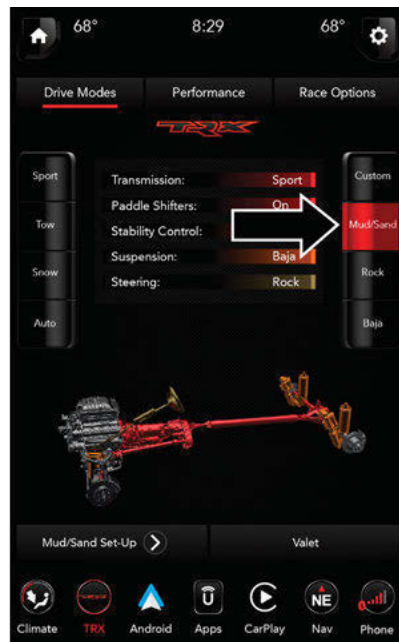 68° 8:29 68°
Drive Modes Performance Race Options
TRX
Sport
Tow
Snow
Auto
Transmission: Sport
Paddle Shifters: On
Stability Control:
Suspension: Baja
Steering: Rock
Custom
Mud/Sand
Rock
Baja
Mud/Sand Set-Up Valet
TRX Û NE
Climate TRX Android Apps CarPlay Nav Phone